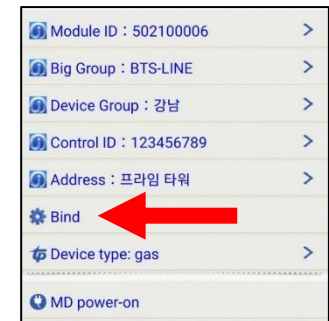 Module ID : 502100006
Big Group : BTS-LINE
Device Group : 강남
Control ID : 123456789
Address : 프라임 타워
Bind
Device type: gas
MD power-on